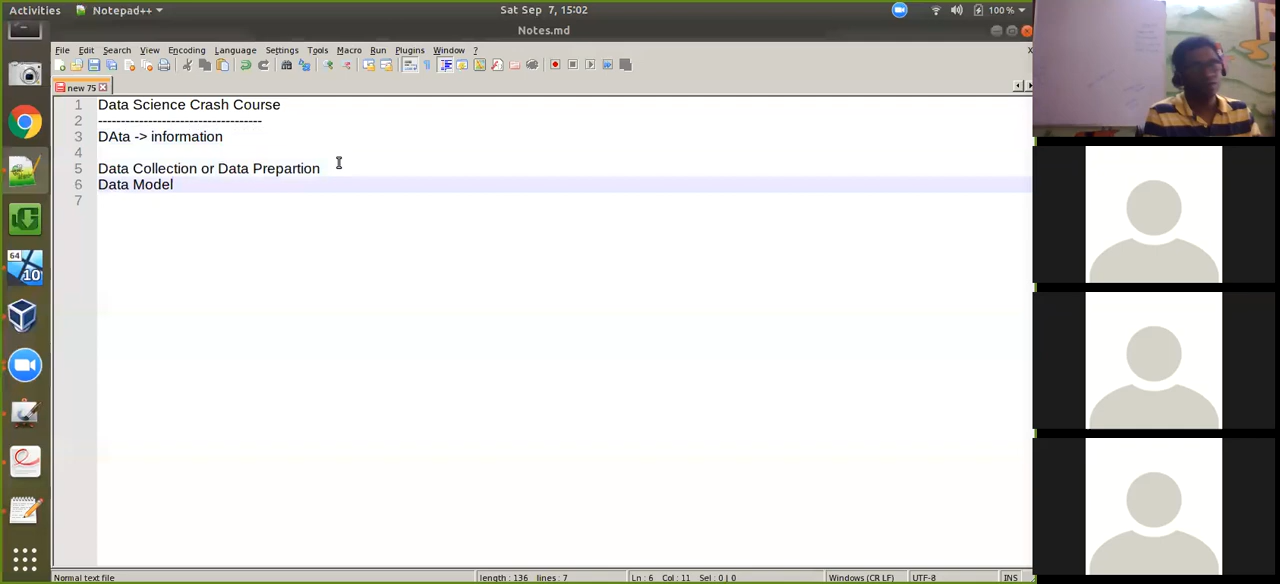 Activities Notepad++ Sat Sep 7, 15:02 100 %
Notes.md
File Edit Search View Encoding Language Settings Tools Macro Run Plugins Window ? X
new 75
1 Data Science Crash Course
2 ------------------------------------
3 DAta -> information
4
5 Data Collection or Data Prepartion
6 Data Model
7
64
10
Normal text file length : 136 lines : 7 Ln : 6 Col : 11 Sel : 0 | 0 Windows (CR LF) UTF-8 INS